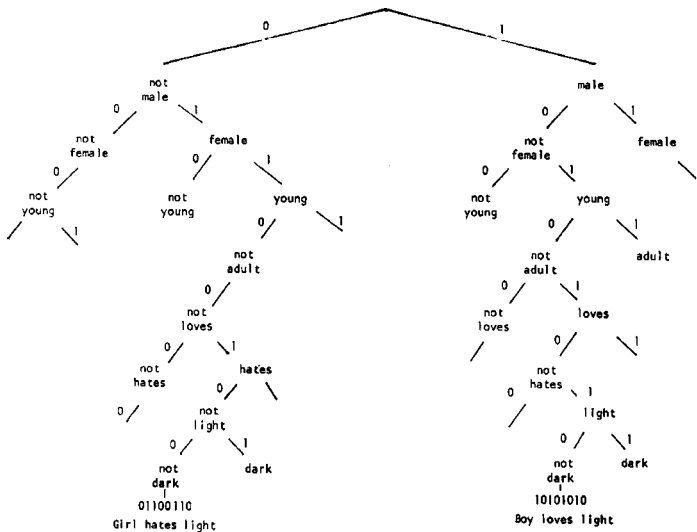 0 1
not male
male
0 1 0 1
not female
female
not female
female
0 0 1 0 1
not young
not young
young
not young
young
1 0 1 0 1
not adult
not adult
adult
0 0 1
not loves
not loves
loves
0 1 0 1
not hates
hates
not hates
0 0 0 1
not light
light
0 1 0 1
not dark
dark
not dark
dark
01100110
10101010
Girl hates light
Boy loves light